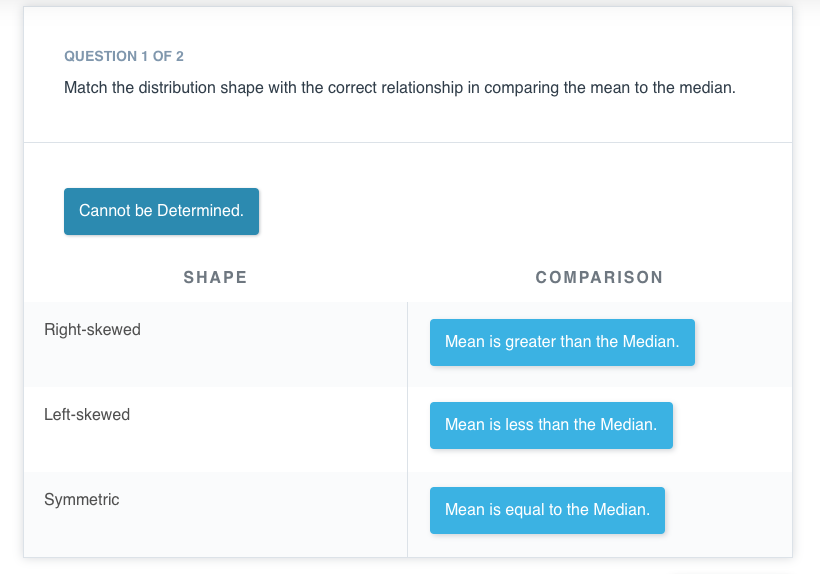 QUESTION 1 OF 2
Match the distribution shape with the correct relationship in comparing the mean to the median.
Cannot be Determined.
SHAPE
COMPARISON
Right-skewed
Mean is greater than the Median.
Left-skewed
Mean is less than the Median.
Symmetric
Mean is equal to the Median.